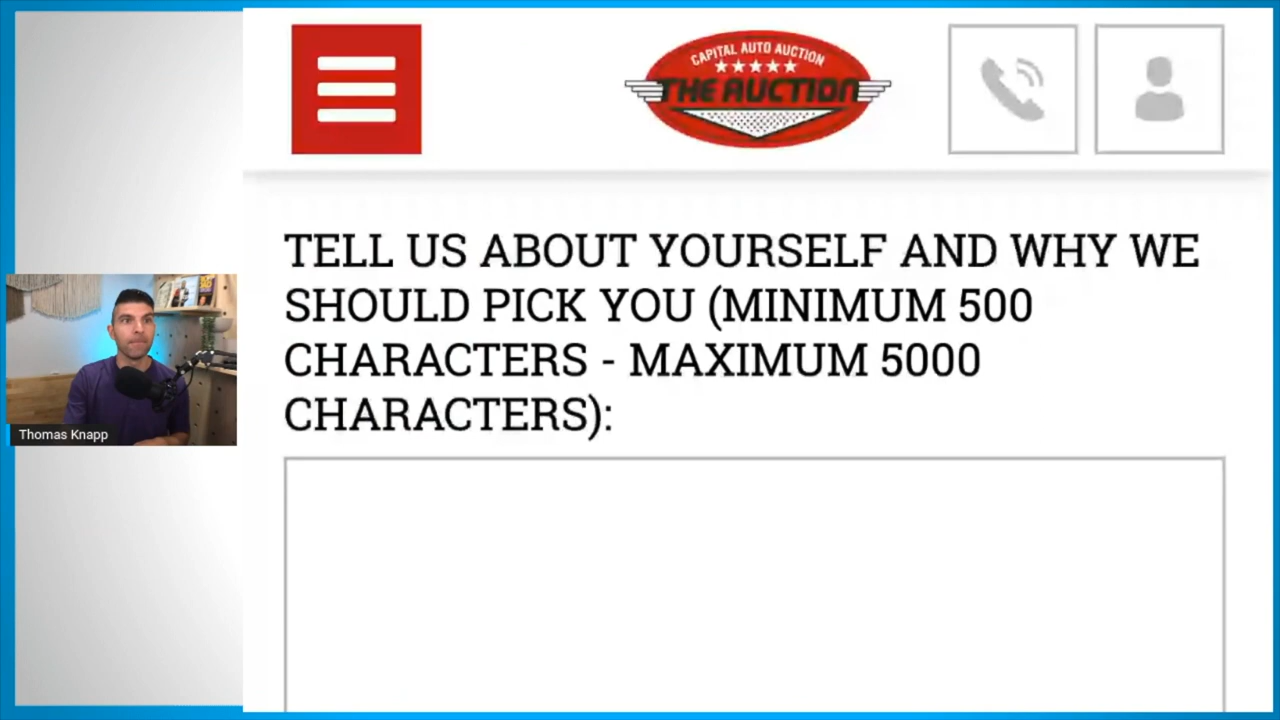 CAPITAL AUTO AUCTION
THE AUCTION
TELL US ABOUT YOURSELF AND WHY WE
SHOULD PICK YOU (MINIMUM 500
CHARACTERS - MAXIMUM 5000
CHARACTERS):
Thomas Knapp